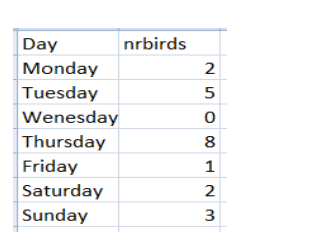 Day nrbirds
Monday 2
Tuesday 5
Wenesday 0
Thursday 8
Friday 1
Saturday 2
Sunday 3